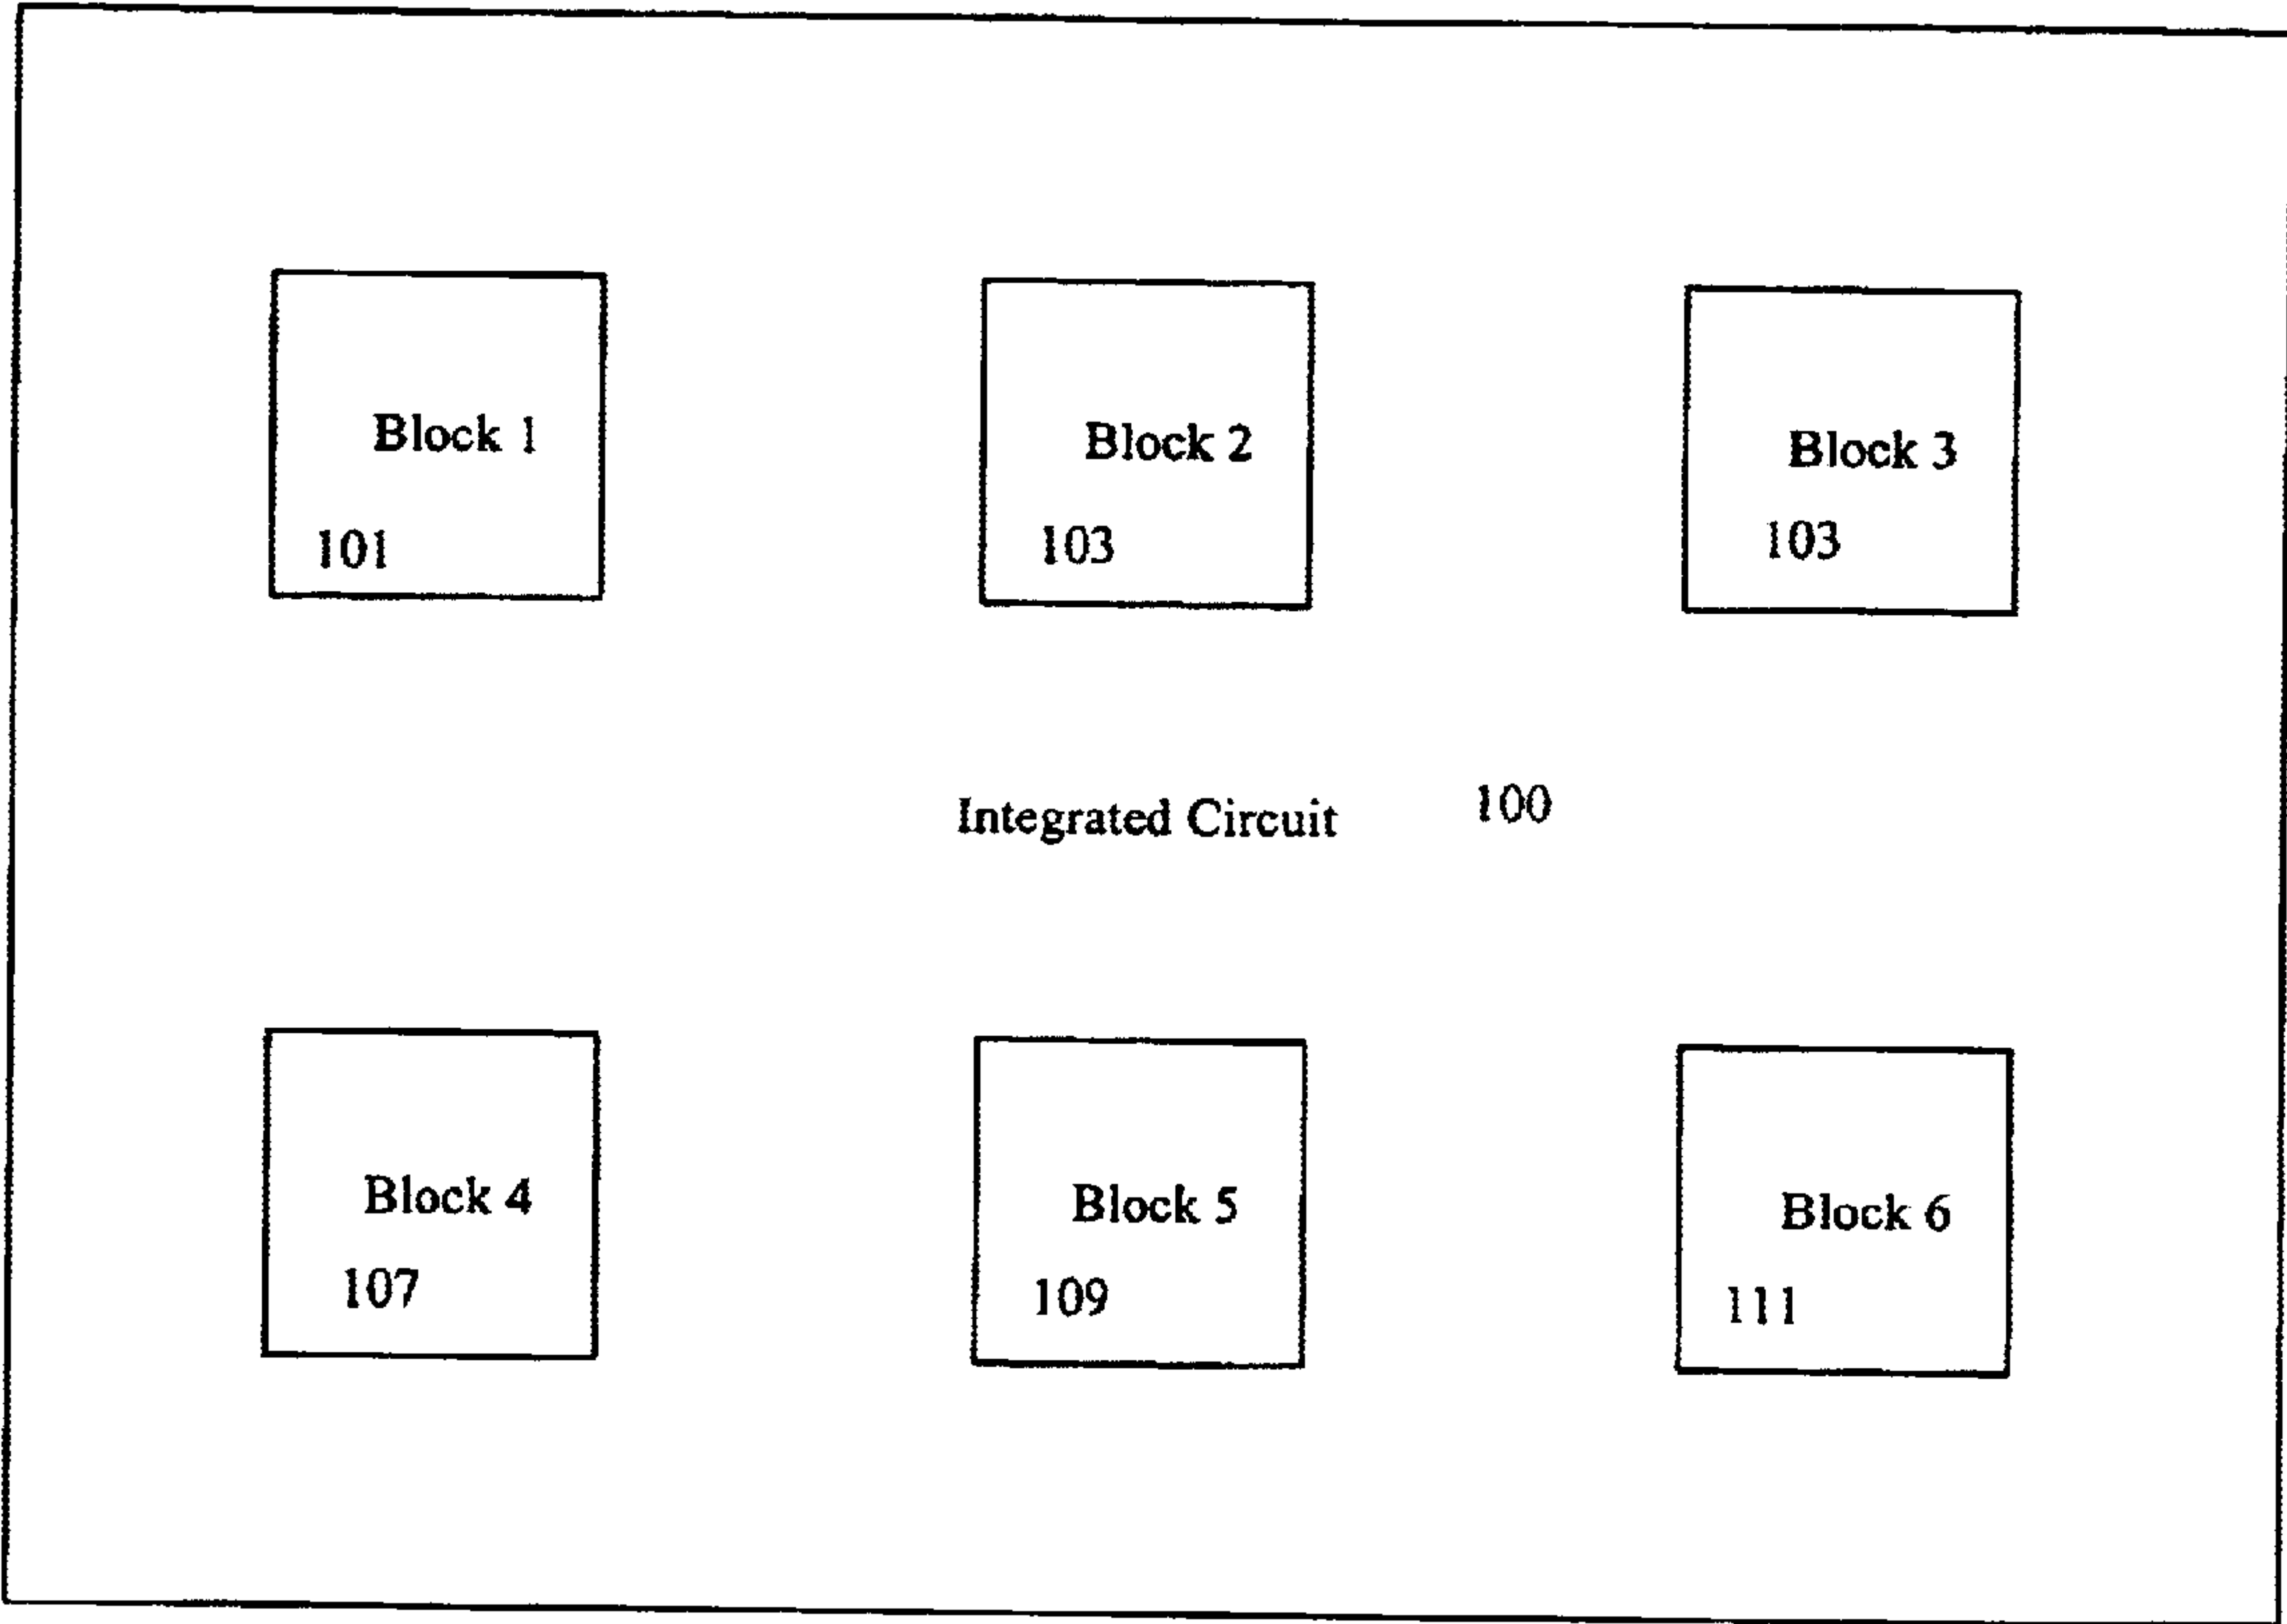 Block 1
101
Block 2
103
Block 3
103
Integrated Circuit 100
Block 4
107
Block 5
109
Block 6
111